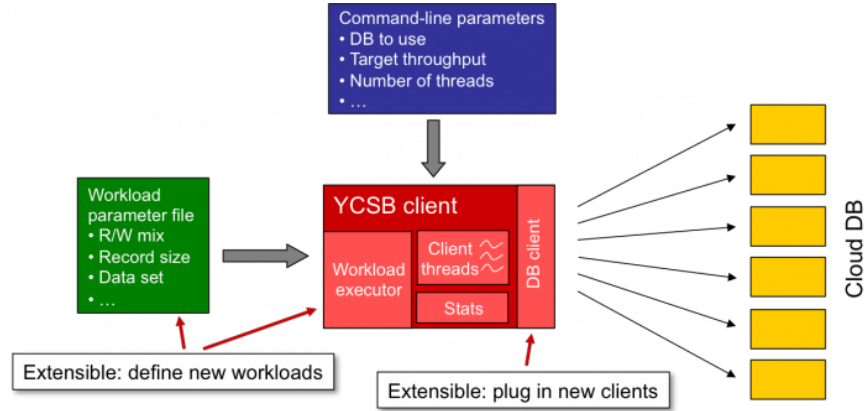 Command-line parameters
• DB to use
• Target throughput
• Number of threads
• ...
Workload
parameter file
• R/W mix
• Record size
• Data set
• ...
YCSB client
Workload
executor
Client
threads
Stats
DB client
Cloud DB
Extensible: define new workloads
Extensible: plug in new clients